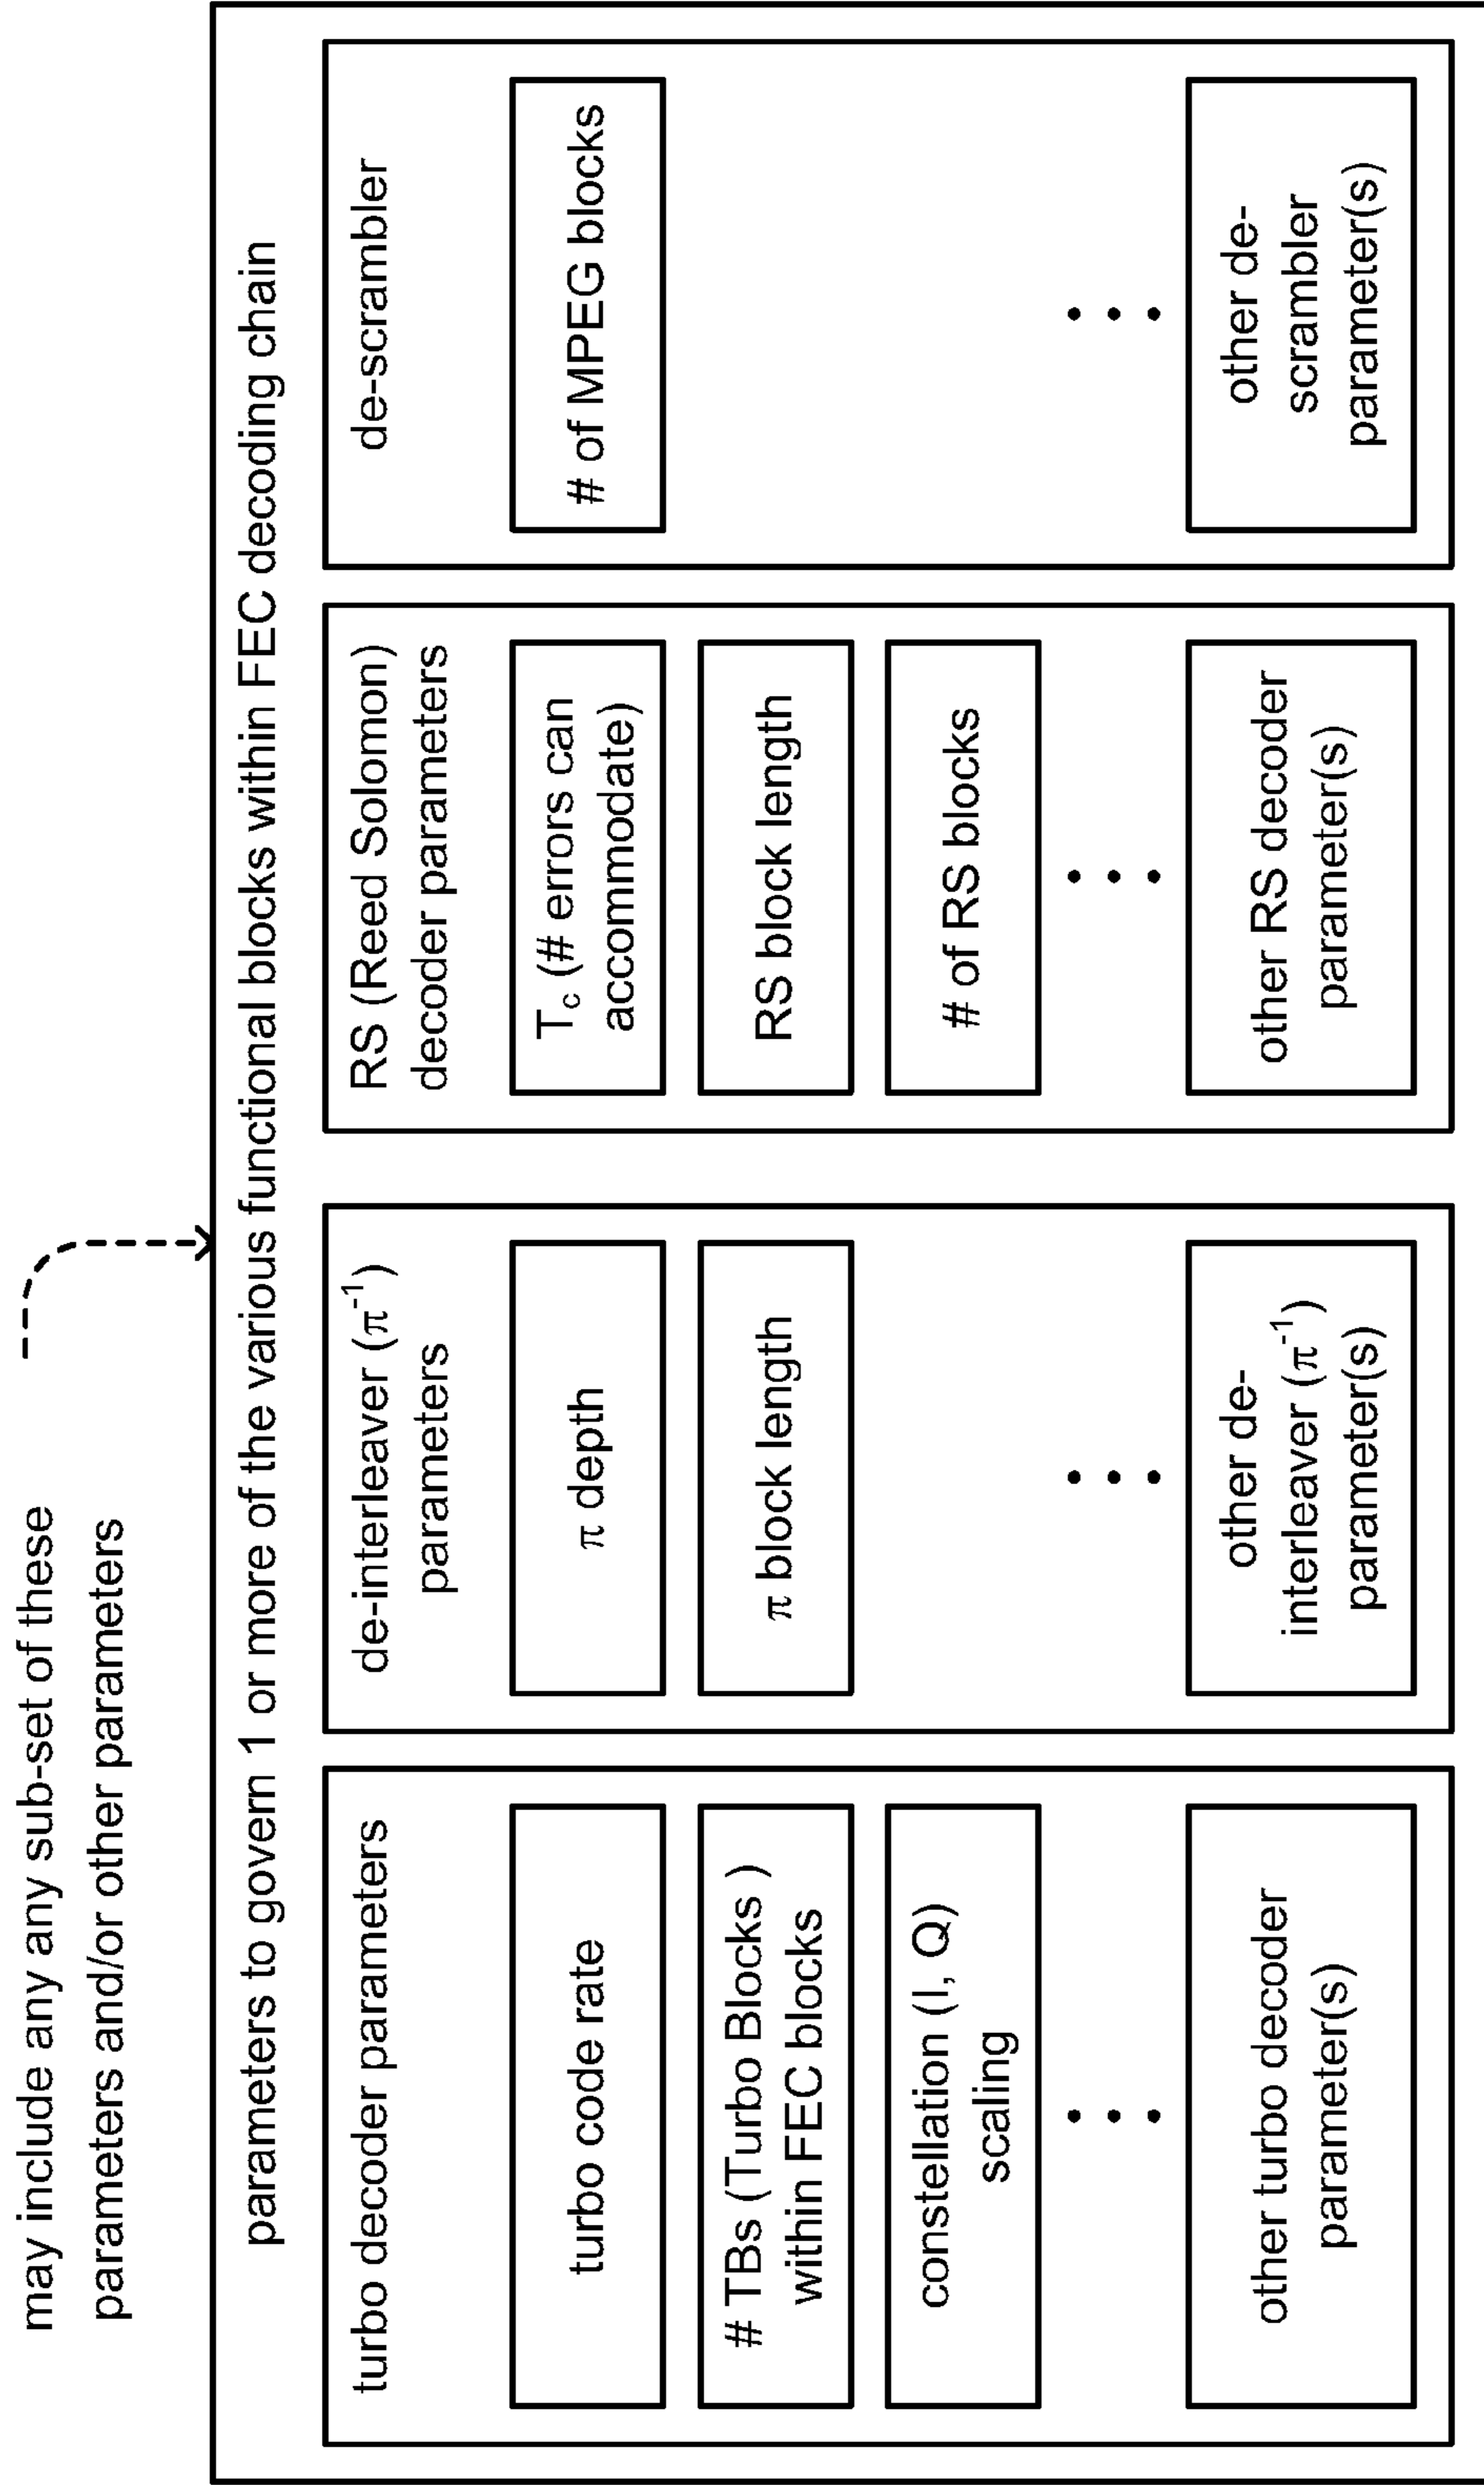 may include any any sub-set of these
parameters and/or other parameters
parameters to govern 1 or more of the various functional blocks within FEC decoding chain
turbo decoder parameters
turbo code rate
# TBs (Turbo Blocks )
within FEC blocks
constellation (I, Q)
scaling
other turbo decoder
parameter(s)
de-interleaver (π⁻¹)
parameters
π depth
π block length
other de-
interleaver (π⁻¹)
parameter(s)
RS (Reed Solomon)
decoder parameters
T_c (# errors can
accommodate)
RS block length
# of RS blocks
other RS decoder
parameter(s)
de-scrambler
# of MPEG blocks
other de-
scrambler
parameter(s)